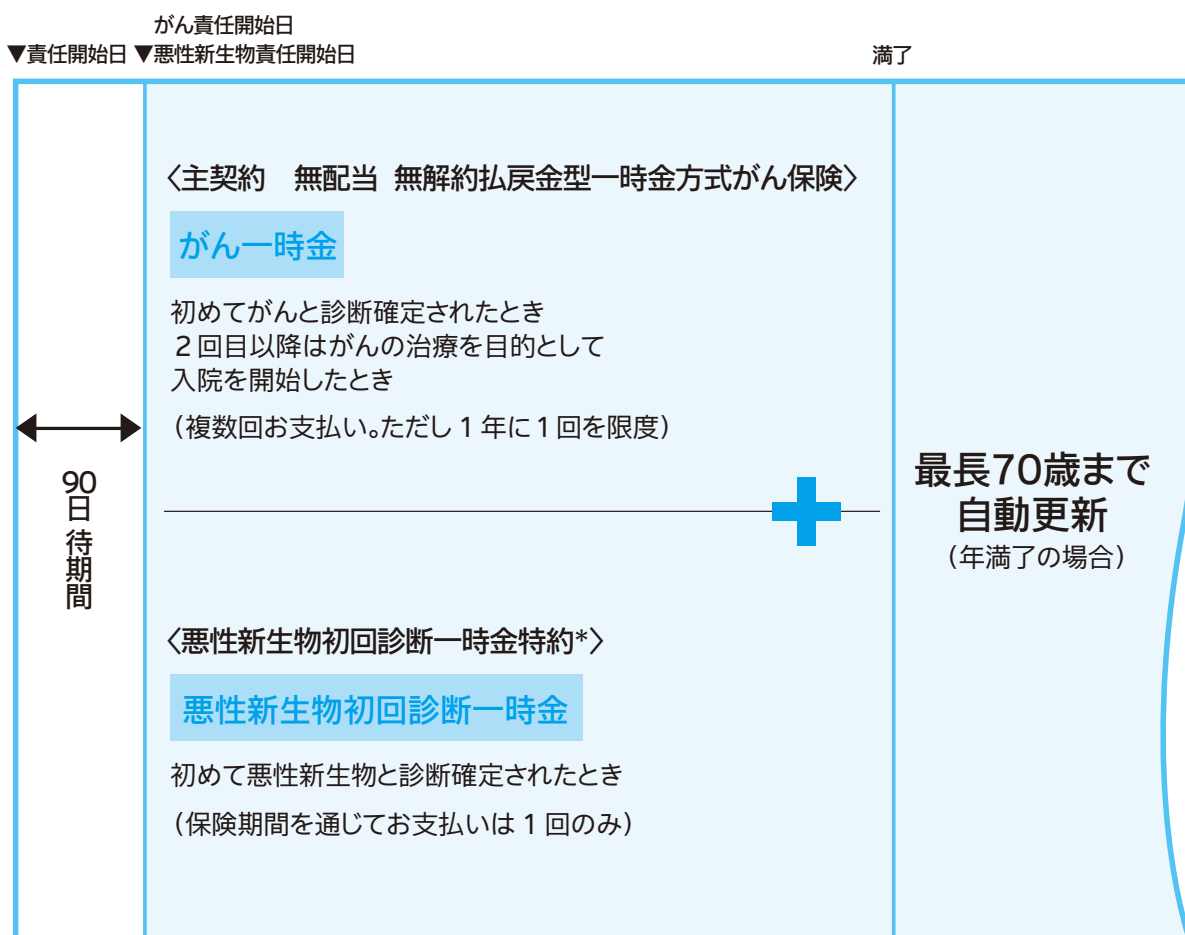 がん責任開始日
▼責任開始日 ▼悪性新生物責任開始日
満了
〈主契約　無配当 無解約払戻金型一時金方式がん保険〉
がん一時金
初めてがんと診断確定されたとき
２回目以降はがんの治療を目的として
入院を開始したとき
（複数回お支払い。ただし１年に１回を限度）
90日 待期間
最長70歳まで
自動更新
（年満了の場合）
〈悪性新生物初回診断一時金特約*〉
悪性新生物初回診断一時金
初めて悪性新生物と診断確定されたとき
（保険期間を通じてお支払いは１回のみ）